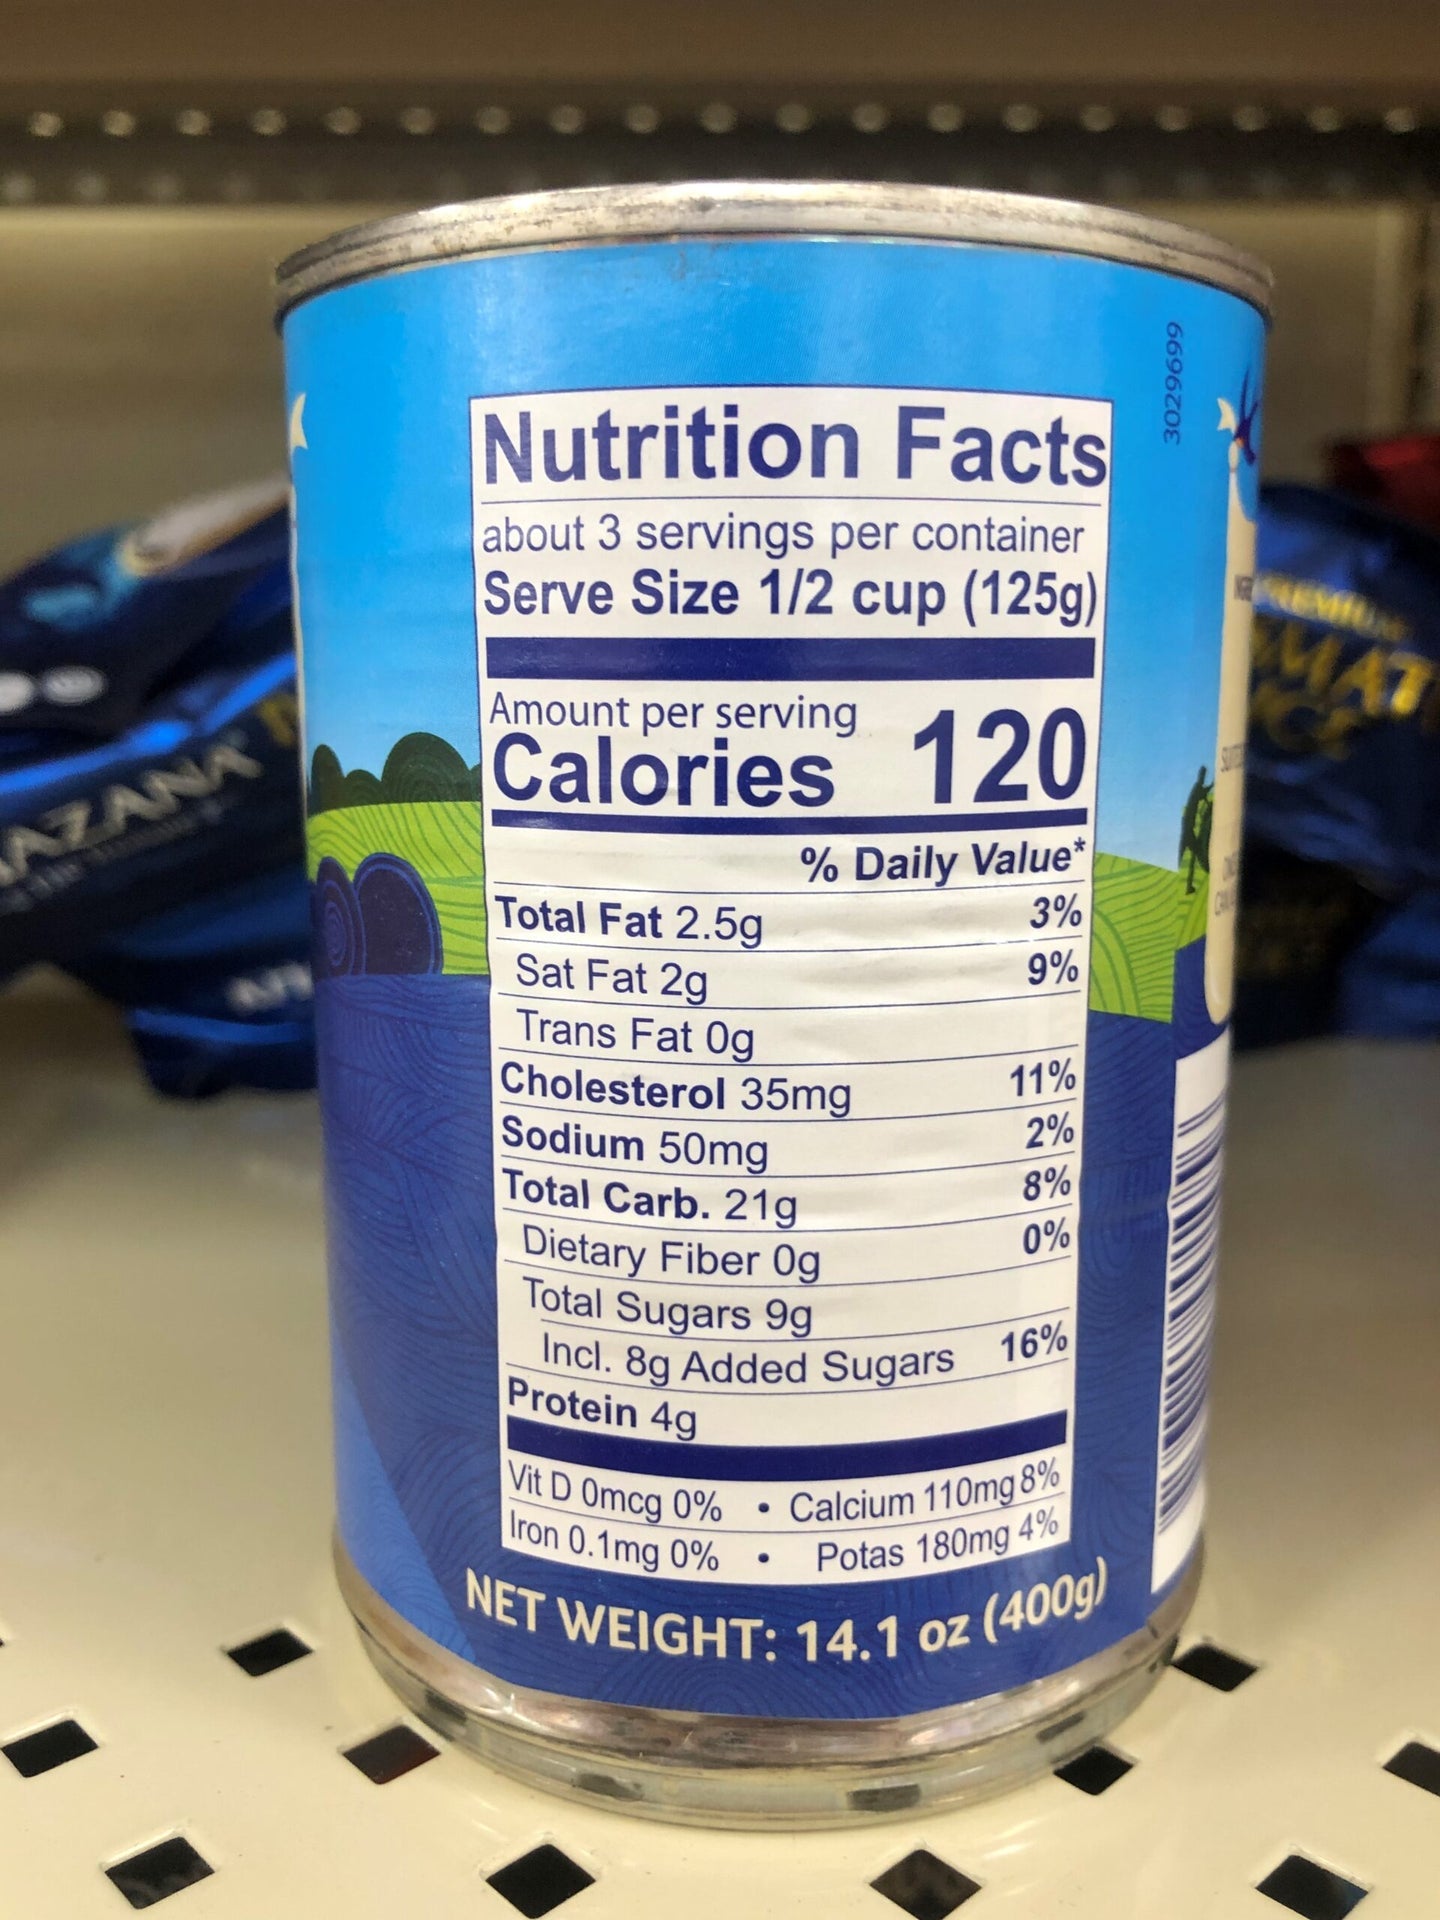 3029699
Nutrition Facts
about 3 servings per container
Serve Size 1/2 cup (125g)
Amount per serving
Calories 120
% Daily Value*
Total Fat 2.5g 3%
Sat Fat 2g 9%
Trans Fat 0g
Cholesterol 35mg 11%
Sodium 50mg 2%
Total Carb. 21g 8%
Dietary Fiber 0g 0%
Total Sugars 9g
Incl. 8g Added Sugars 16%
Protein 4g
Vit D 0mcg 0% • Calcium 110mg 8%
Iron 0.1mg 0% • Potas 180mg 4%
NET WEIGHT: 14.1 oz (400g)